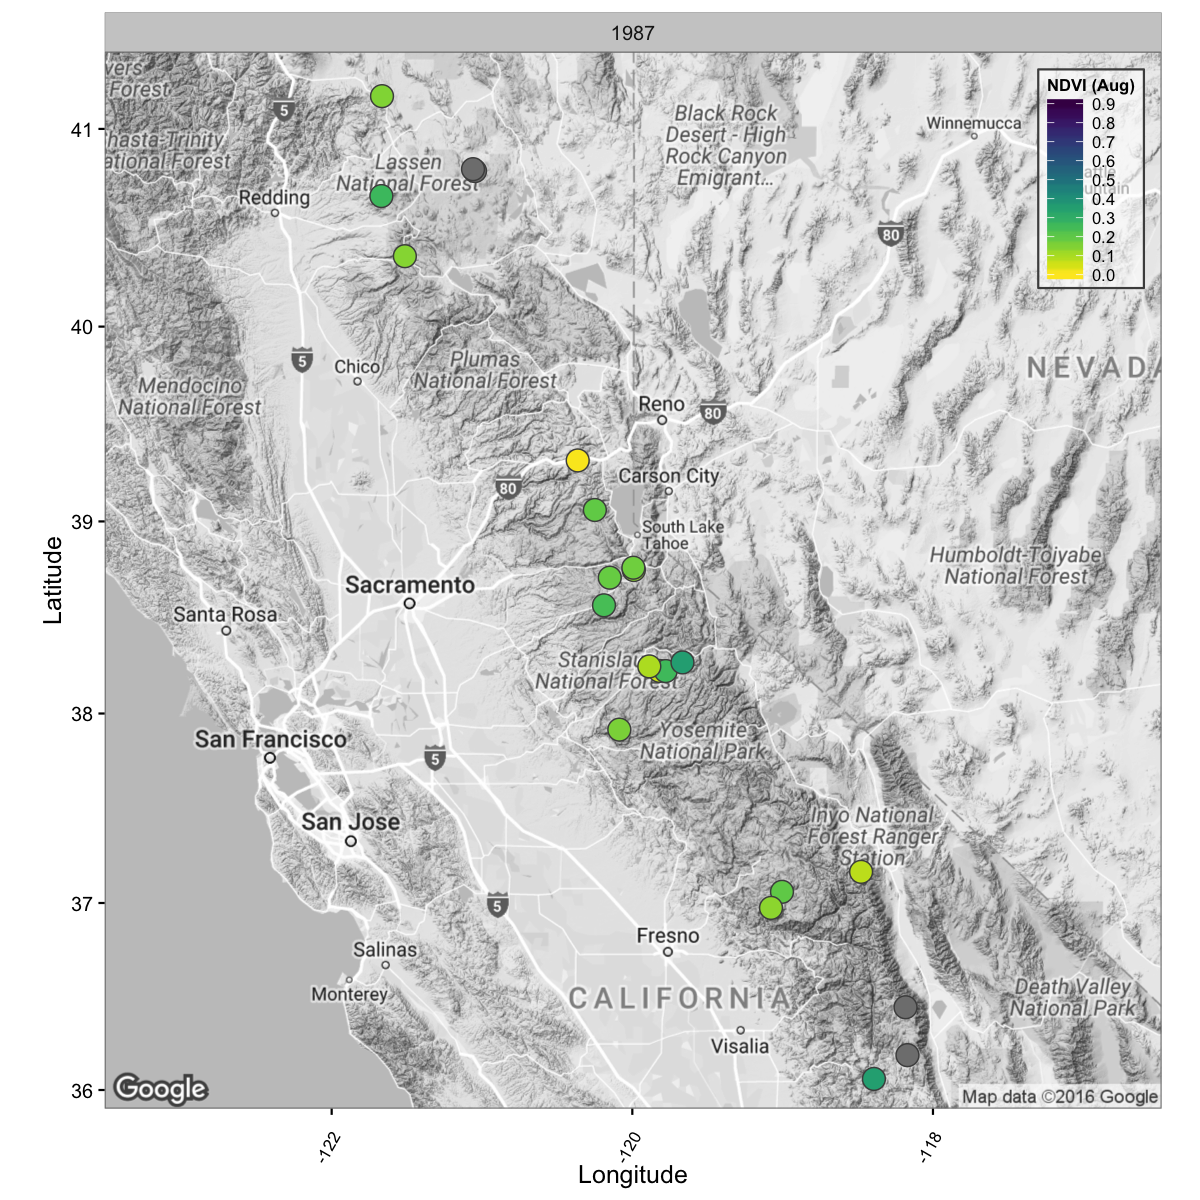 1987
vers
Forest
hasta-Trinity
ational Forest
Lassen
National Forest
Redding
Black Rock
Desert - High
Rock Canyon
Emigrant...
Winnemucca
NDVI (Aug)
0.9
0.8
0.7
0.6
0.5
0.4
0.3
0.2
0.1
0.0
5
80
41
40
39
38
37
36
Latitude
Chico
Plumas
National Forest
Mendocino
National Forest
5
NEVADA
Reno
80
Carson City
80
South Lake
Tahoe
Humboldt-Toiyabe
National Forest
Sacramento
Santa Rosa
Stanislau
National Forest
Yosemite
National Park
San Francisco
5
San Jose
Inyo National
Forest Ranger
Station
5
Fresno
Salinas
Monterey
CALIFORNIA
Visalia
Death Valley
National Park
Google
Map data ©2016 Google
-122
-120
-118
Longitude